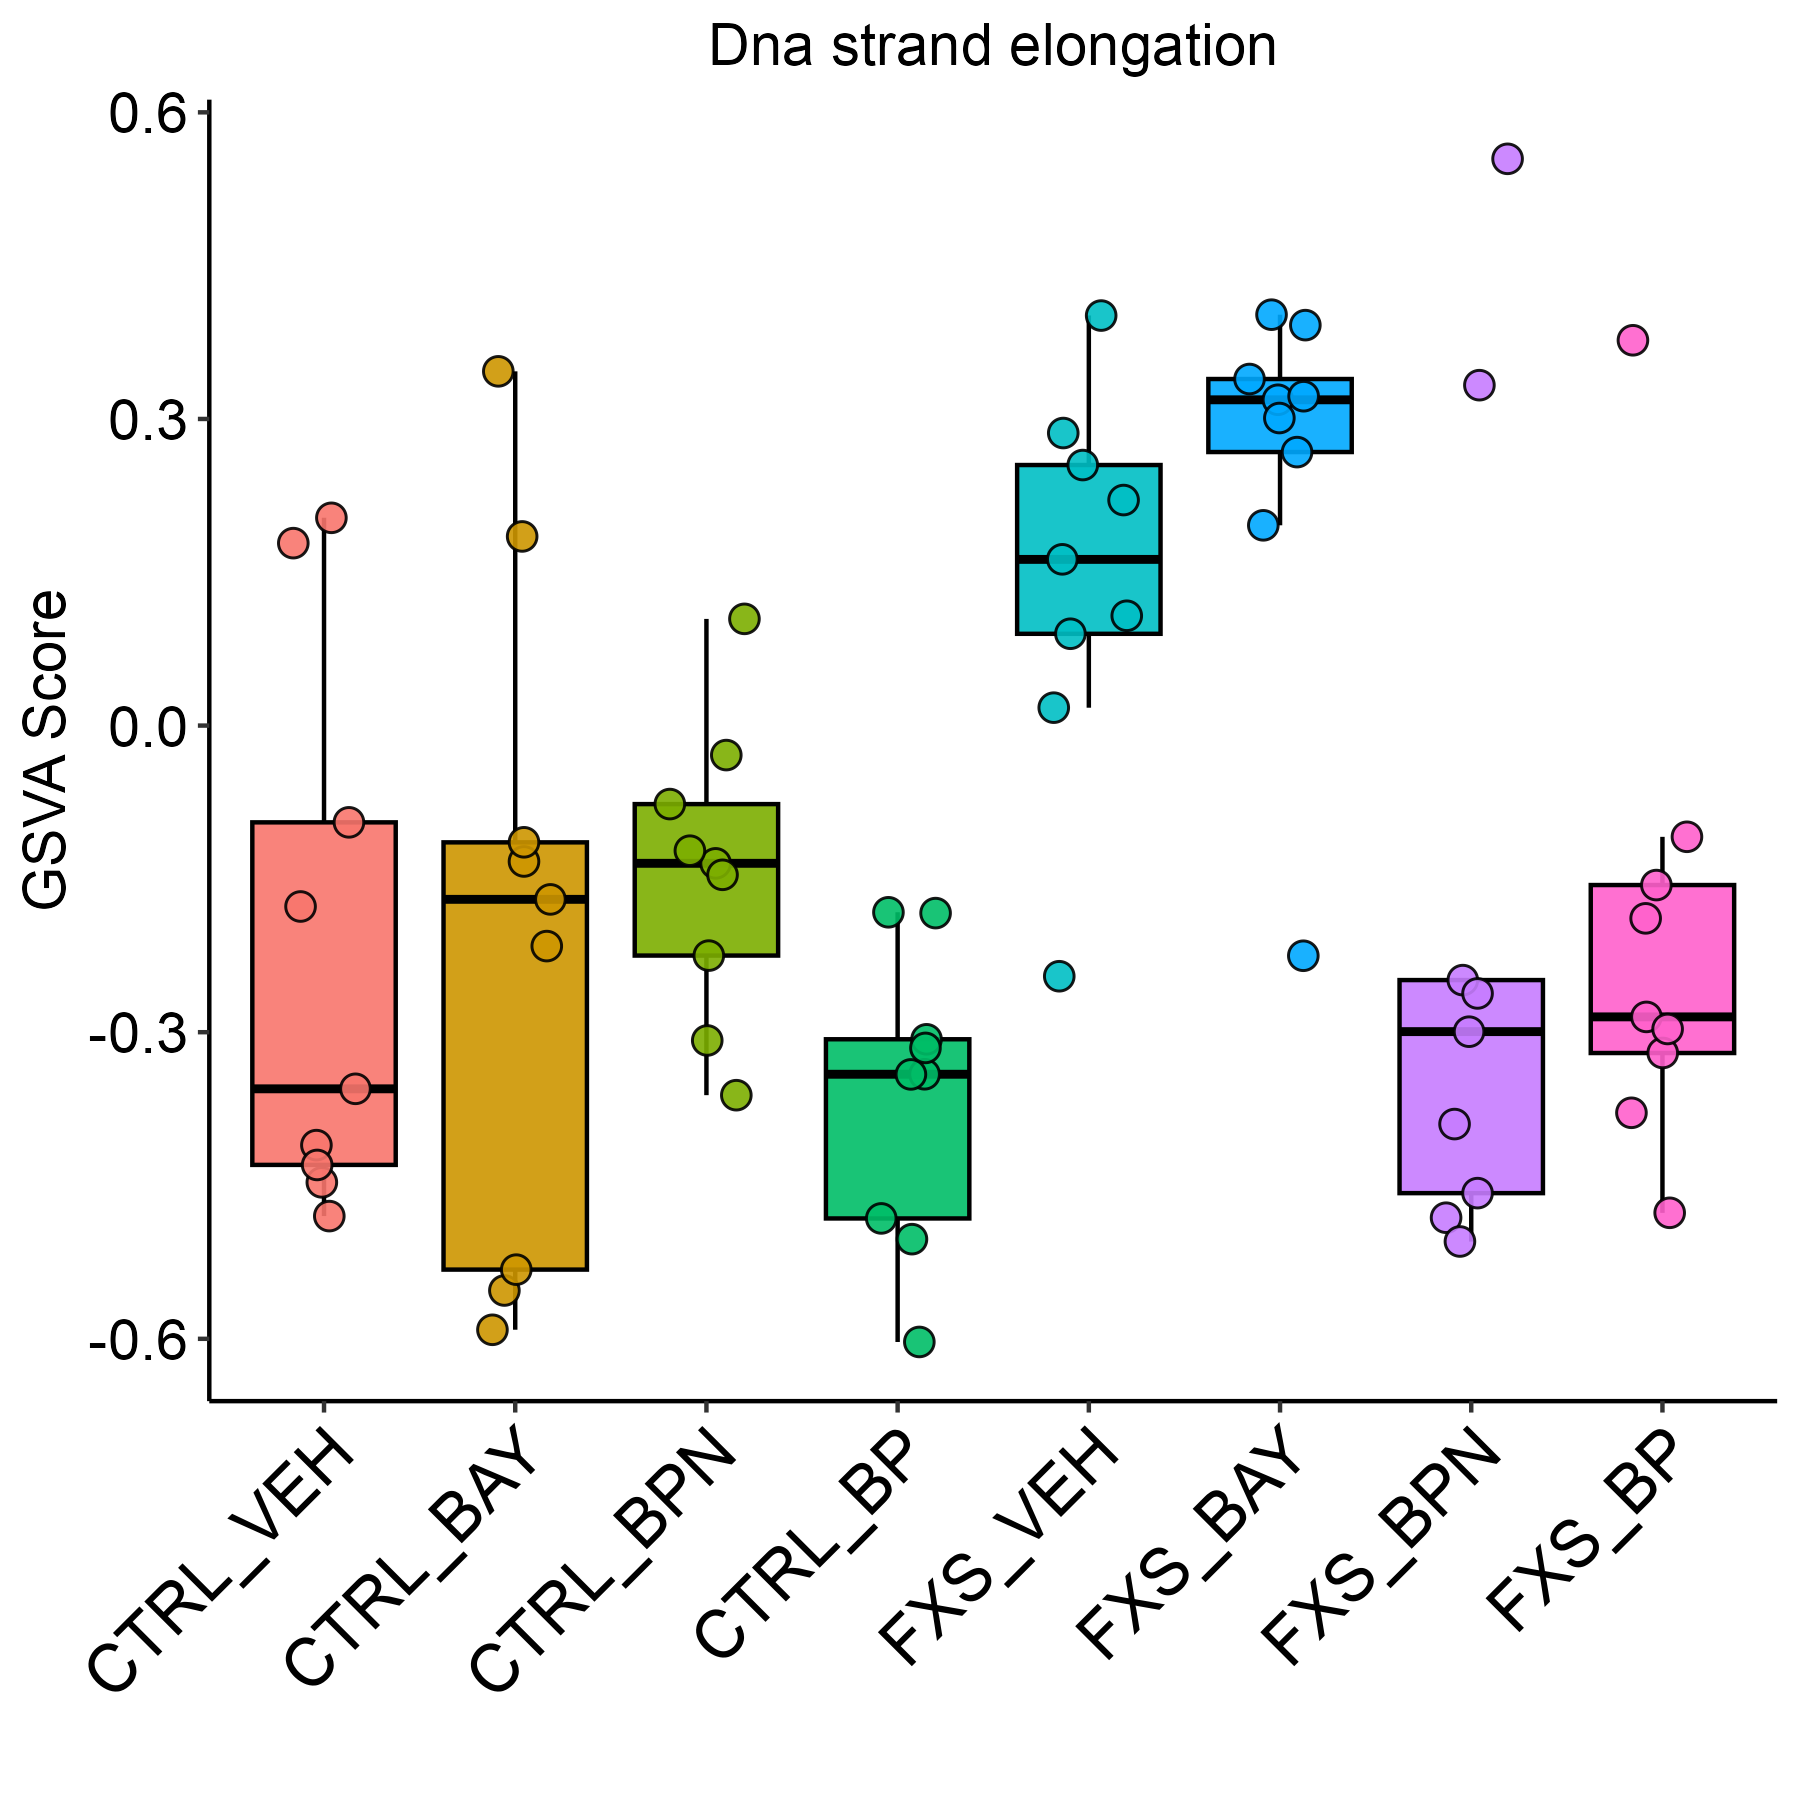 Dna strand elongation
GSVA Score
0.6
0.3
0.0
-0.3
-0.6
CTRL_VEH
CTRL_BAY
CTRL_BPN
CTRL_BP
FXS_VEH
FXS_BAY
FXS_BPN
FXS_BP